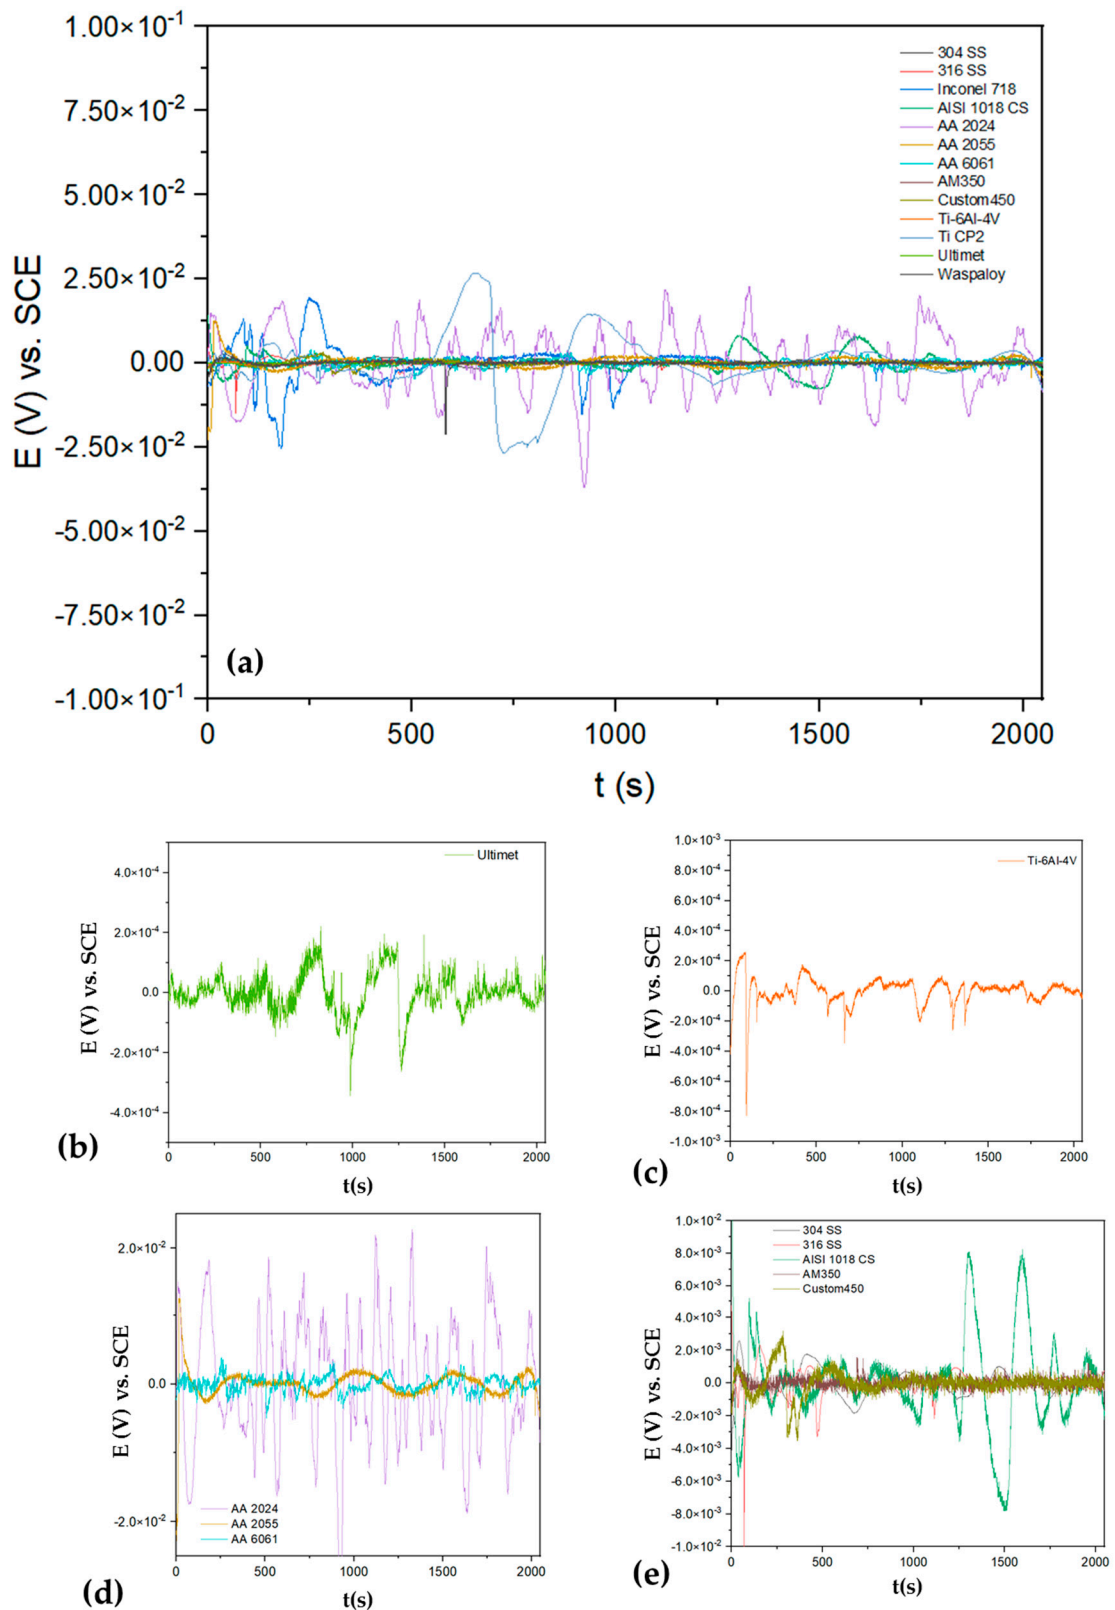 1.00×10⁻¹
7.50×10⁻²
5.00×10⁻²
2.50×10⁻²
0.00
-2.50×10⁻²
-5.00×10⁻²
-7.50×10⁻²
-1.00×10⁻¹
E (V) vs. SCE
304 SS
316 SS
Inconel 718
AISI 1018 CS
AA 2024
AA 2055
AA 6061
AM350
Custom450
Ti-6Al-4V
Ti CP2
Ultimet
Waspaloy
(a)
0 500 1000 1500 2000
t (s)
4.0×10⁻⁴
2.0×10⁻⁴
0.0
-2.0×10⁻⁴
-4.0×10⁻⁴
E (V) vs. SCE
Ultimet
0 500 1000 1500 2000
(b)
t(s)
1.0×10⁻³
8.0×10⁻⁴
6.0×10⁻⁴
4.0×10⁻⁴
2.0×10⁻⁴
0.0
-2.0×10⁻⁴
-4.0×10⁻⁴
-6.0×10⁻⁴
-8.0×10⁻⁴
-1.0×10⁻³
E (V) vs. SCE
Ti-6Al-4V
0 500 1000 1500 2000
(c)
t(s)
2.0×10⁻²
0.0
-2.0×10⁻²
E (V) vs. SCE
AA 2024
AA 2055
AA 6061
0 500 1000 1500 2000
(d)
t(s)
1.0×10⁻²
8.0×10⁻³
6.0×10⁻³
4.0×10⁻³
2.0×10⁻³
0.0
-2.0×10⁻³
-4.0×10⁻³
-6.0×10⁻³
-8.0×10⁻³
-1.0×10⁻²
E (V) vs. SCE
304 SS
316 SS
AISI 1018 CS
AM350
Custom450
0 500 1000 1500 2000
(e)
t(s)